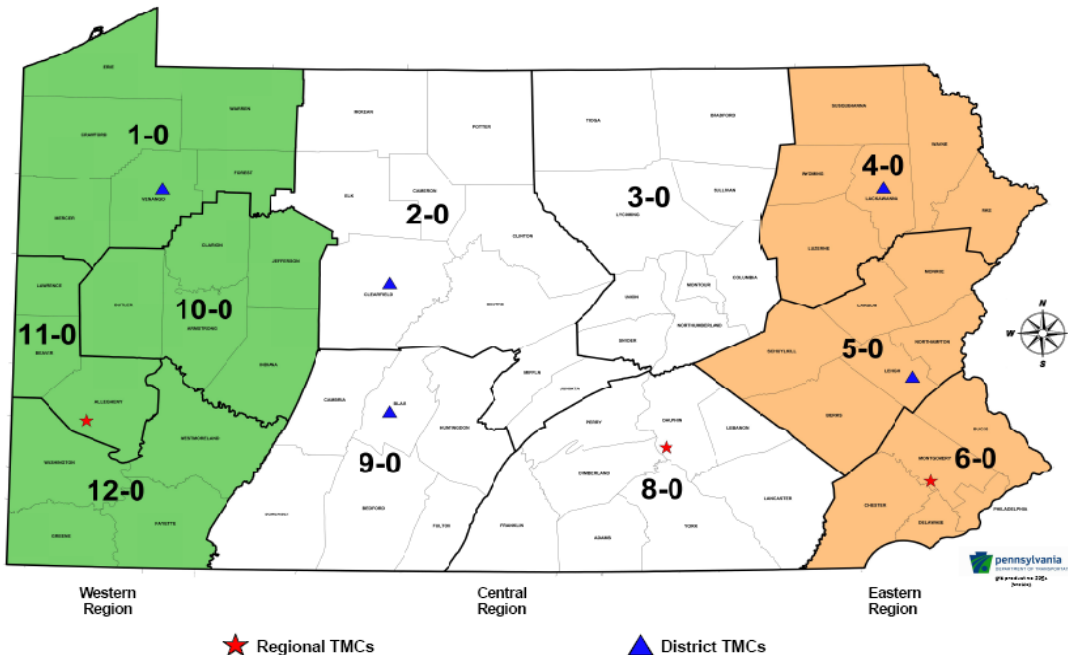 ERIE
WARREN
MCKEAN
POTTER
TIOGA
BRADFORD
SUSQUEHANNA
WAYNE
CRAWFORD
1-0
FOREST
VENANGO
MERCER
ELK
CAMERON
2-0
CLINTON
3-0
LYCOMING
SULLIVAN
WYOMING
4-0
LACKAWANNA
PIKE
LUZERNE
CLARION
JEFFERSON
CLEARFIELD
CENTRE
COLUMBIA
MONTOUR
UNION
NORTHUMBERLAND
SNYDER
MONROE
CARBON
LAWRENCE
BUTLER
10-0
ARMSTRONG
11-0
BEAVER
INDIANA
5-0
SCHUYLKILL
NORTHAMPTON
LEHIGH
N
W
E
S
MIFFLIN
JUNIATA
ALLEGHENY
CAMBRIA
BLAIR
HUNTINGDON
PERRY
DAUPHIN
LEBANON
BERKS
BUCKS
WESTMORELAND
WASHINGTON
12-0
9-0
CUMBERLAND
8-0
MONTGOMERY
6-0
FAYETTE
GREENE
SOMERSET
BEDFORD
FULTON
FRANKLIN
ADAMS
YORK
LANCASTER
CHESTER
DELAWARE
PHILADELPHIA
pennsylvania
DEPARTMENT OF TRANSPORTATION
Western
Region
Central
Region
Eastern
Region
Regional TMCs
District TMCs